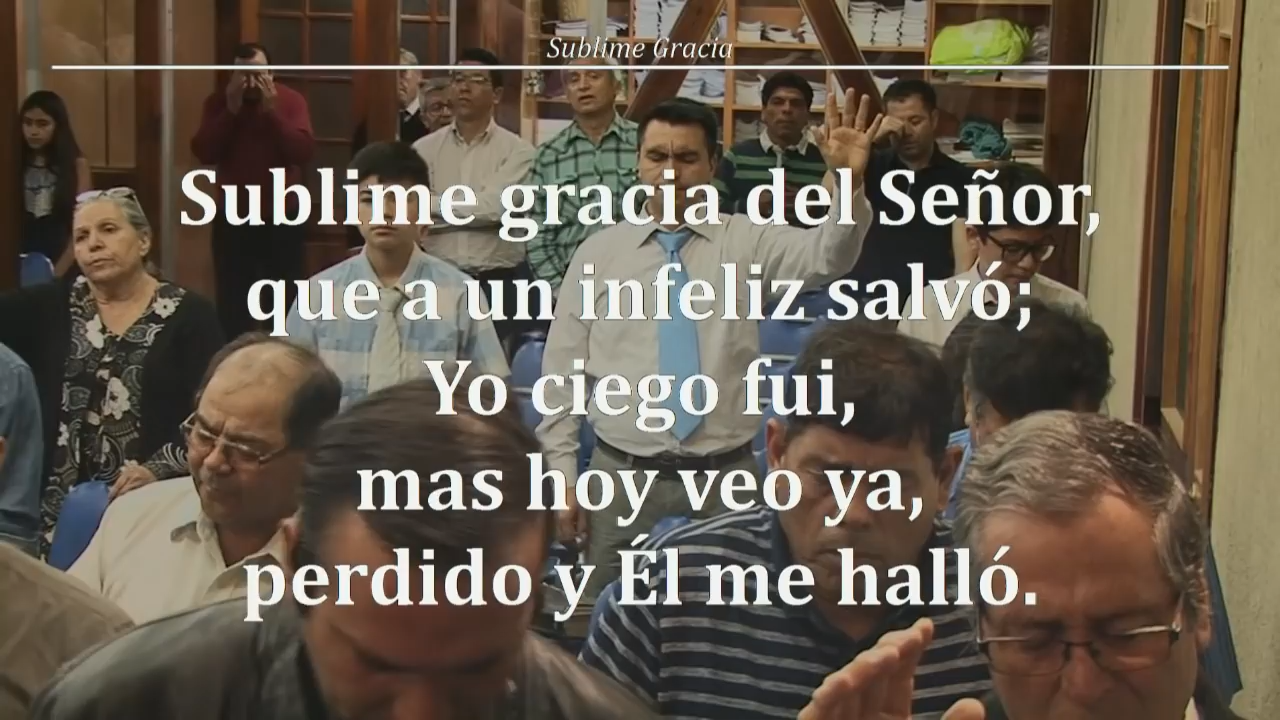 Sublime Gracia
Sublime gracia del Señor,
que a un infeliz salvó;
Yo ciego fui,
mas hoy veo ya,
perdido y Él me halló.